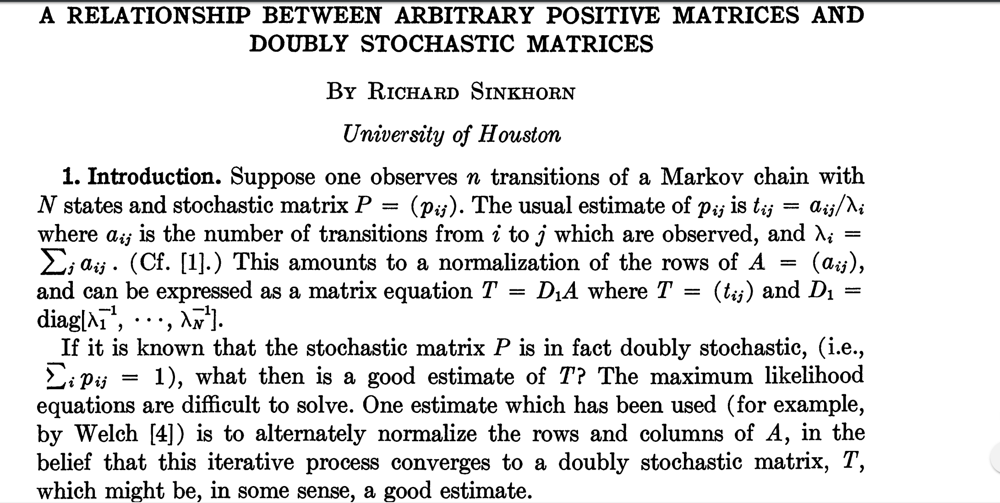 A RELATIONSHIP BETWEEN ARBITRARY POSITIVE MATRICES AND
DOUBLY STOCHASTIC MATRICES
By Richard Sinkhorn
University of Houston
1. Introduction. Suppose one observes n transitions of a Markov chain with
N states and stochastic matrix P = (p_{ij}). The usual estimate of p_{ij} is t_{ij} = a_{ij}/λ_i
where a_{ij} is the number of transitions from i to j which are observed, and λ_i =
∑_j a_{ij}. (Cf. [1].) This amounts to a normalization of the rows of A = (a_{ij}),
and can be expressed as a matrix equation T = D_1A where T = (t_{ij}) and D_1 =
diag[λ_1^{-1}, ···, λ_N^{-1}].
If it is known that the stochastic matrix P is in fact doubly stochastic, (i.e.,
∑_i p_{ij} = 1), what then is a good estimate of T? The maximum likelihood
equations are difficult to solve. One estimate which has been used (for example,
by Welch [4]) is to alternately normalize the rows and columns of A, in the
belief that this iterative process converges to a doubly stochastic matrix, T,
which might be, in some sense, a good estimate.